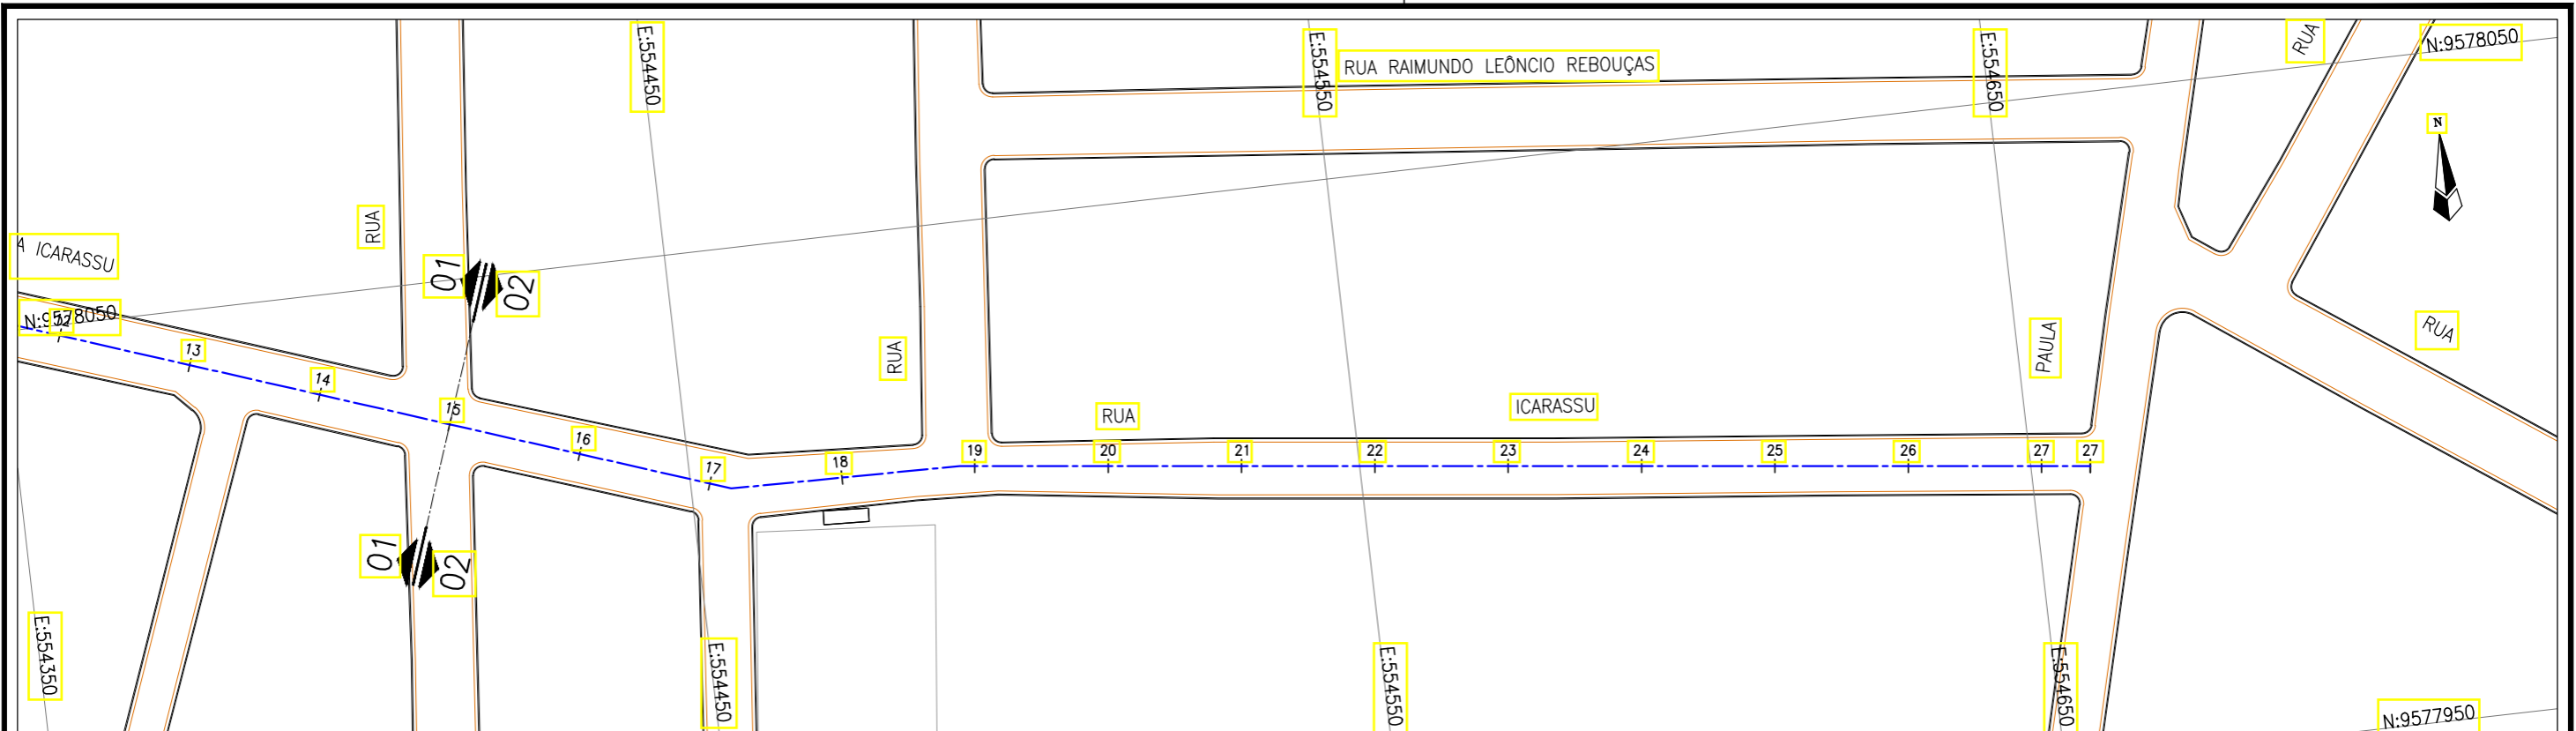 E:554450
E:554550
RUA RAIMUNDO LEÔNCIO REBOUÇAS
E:554650
RUA
N:9578050
N
RUA
A ICARASSU
01
02
N:9578050
12
13
14
15
16
17
18
19
20
21
22
23
24
25
26
27
27
RUA
RUA
ICARASSU
PAULA
RUA
01
02
E:554350
E:554450
E:554550
E:554650
N:9577950